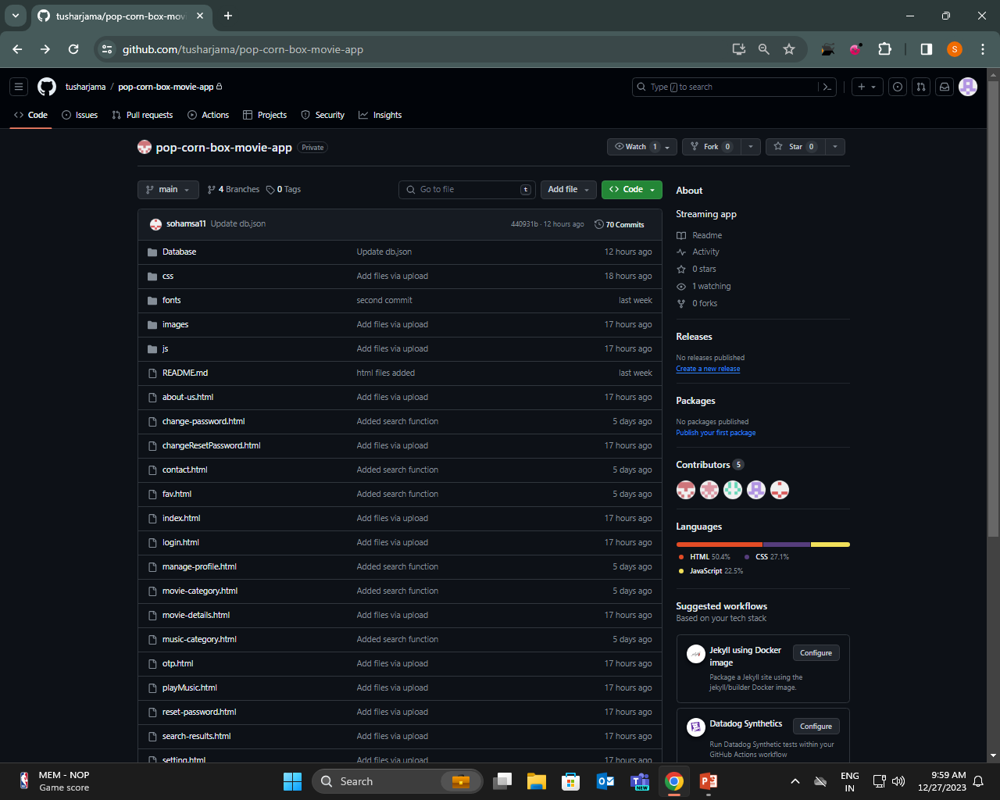 tusharjama/pop-corn-box-movi
github.com/tusharjama/pop-corn-box-movie-app
S
tusharjama / pop-corn-box-movie-app
Type / to search
Code Issues Pull requests Actions Projects Security Insights
pop-corn-box-movie-app Private
Watch 1 Fork 0 Star 0
main 4 Branches 0 Tags
Go to file t Add file <> Code
sohamsa11 Update db.json 440931b · 12 hours ago 70 Commits
Database Update db.json 12 hours ago
css Add files via upload 18 hours ago
fonts second commit last week
images Add files via upload 17 hours ago
js Add files via upload 17 hours ago
README.md html files added last week
about-us.html Add files via upload 17 hours ago
change-password.html Added search function 5 days ago
changeResetPassword.html Add files via upload 17 hours ago
contact.html Added search function 5 days ago
fav.html Added search function 5 days ago
index.html Add files via upload 17 hours ago
login.html Add files via upload 17 hours ago
manage-profile.html Added search function 5 days ago
movie-category.html Added search function 5 days ago
movie-details.html Add files via upload 17 hours ago
music-category.html Added search function 5 days ago
otp.html Add files via upload 17 hours ago
playMusic.html Add files via upload 17 hours ago
reset-password.html Add files via upload 17 hours ago
search-results.html Add files via upload 17 hours ago
setting.html Add files via upload 17 hours ago
About
Streaming app
Readme
Activity
0 stars
1 watching
0 forks
Releases
No releases published
Create a new release
Packages
No packages published
Publish your first package
Contributors 5
Languages
HTML 50.4% CSS 27.1%
JavaScript 22.5%
Suggested workflows
Based on your tech stack
Jekyll using Docker
image
Configure
Package a Jekyll site using the
jekyll/builder Docker image.
Datadog Synthetics
Configure
Run Datadog Synthetic tests within your
GitHub Actions workflow
MEM - NOP
Game score
Search
NEW
ENG
IN
9:59 AM
12/27/2023